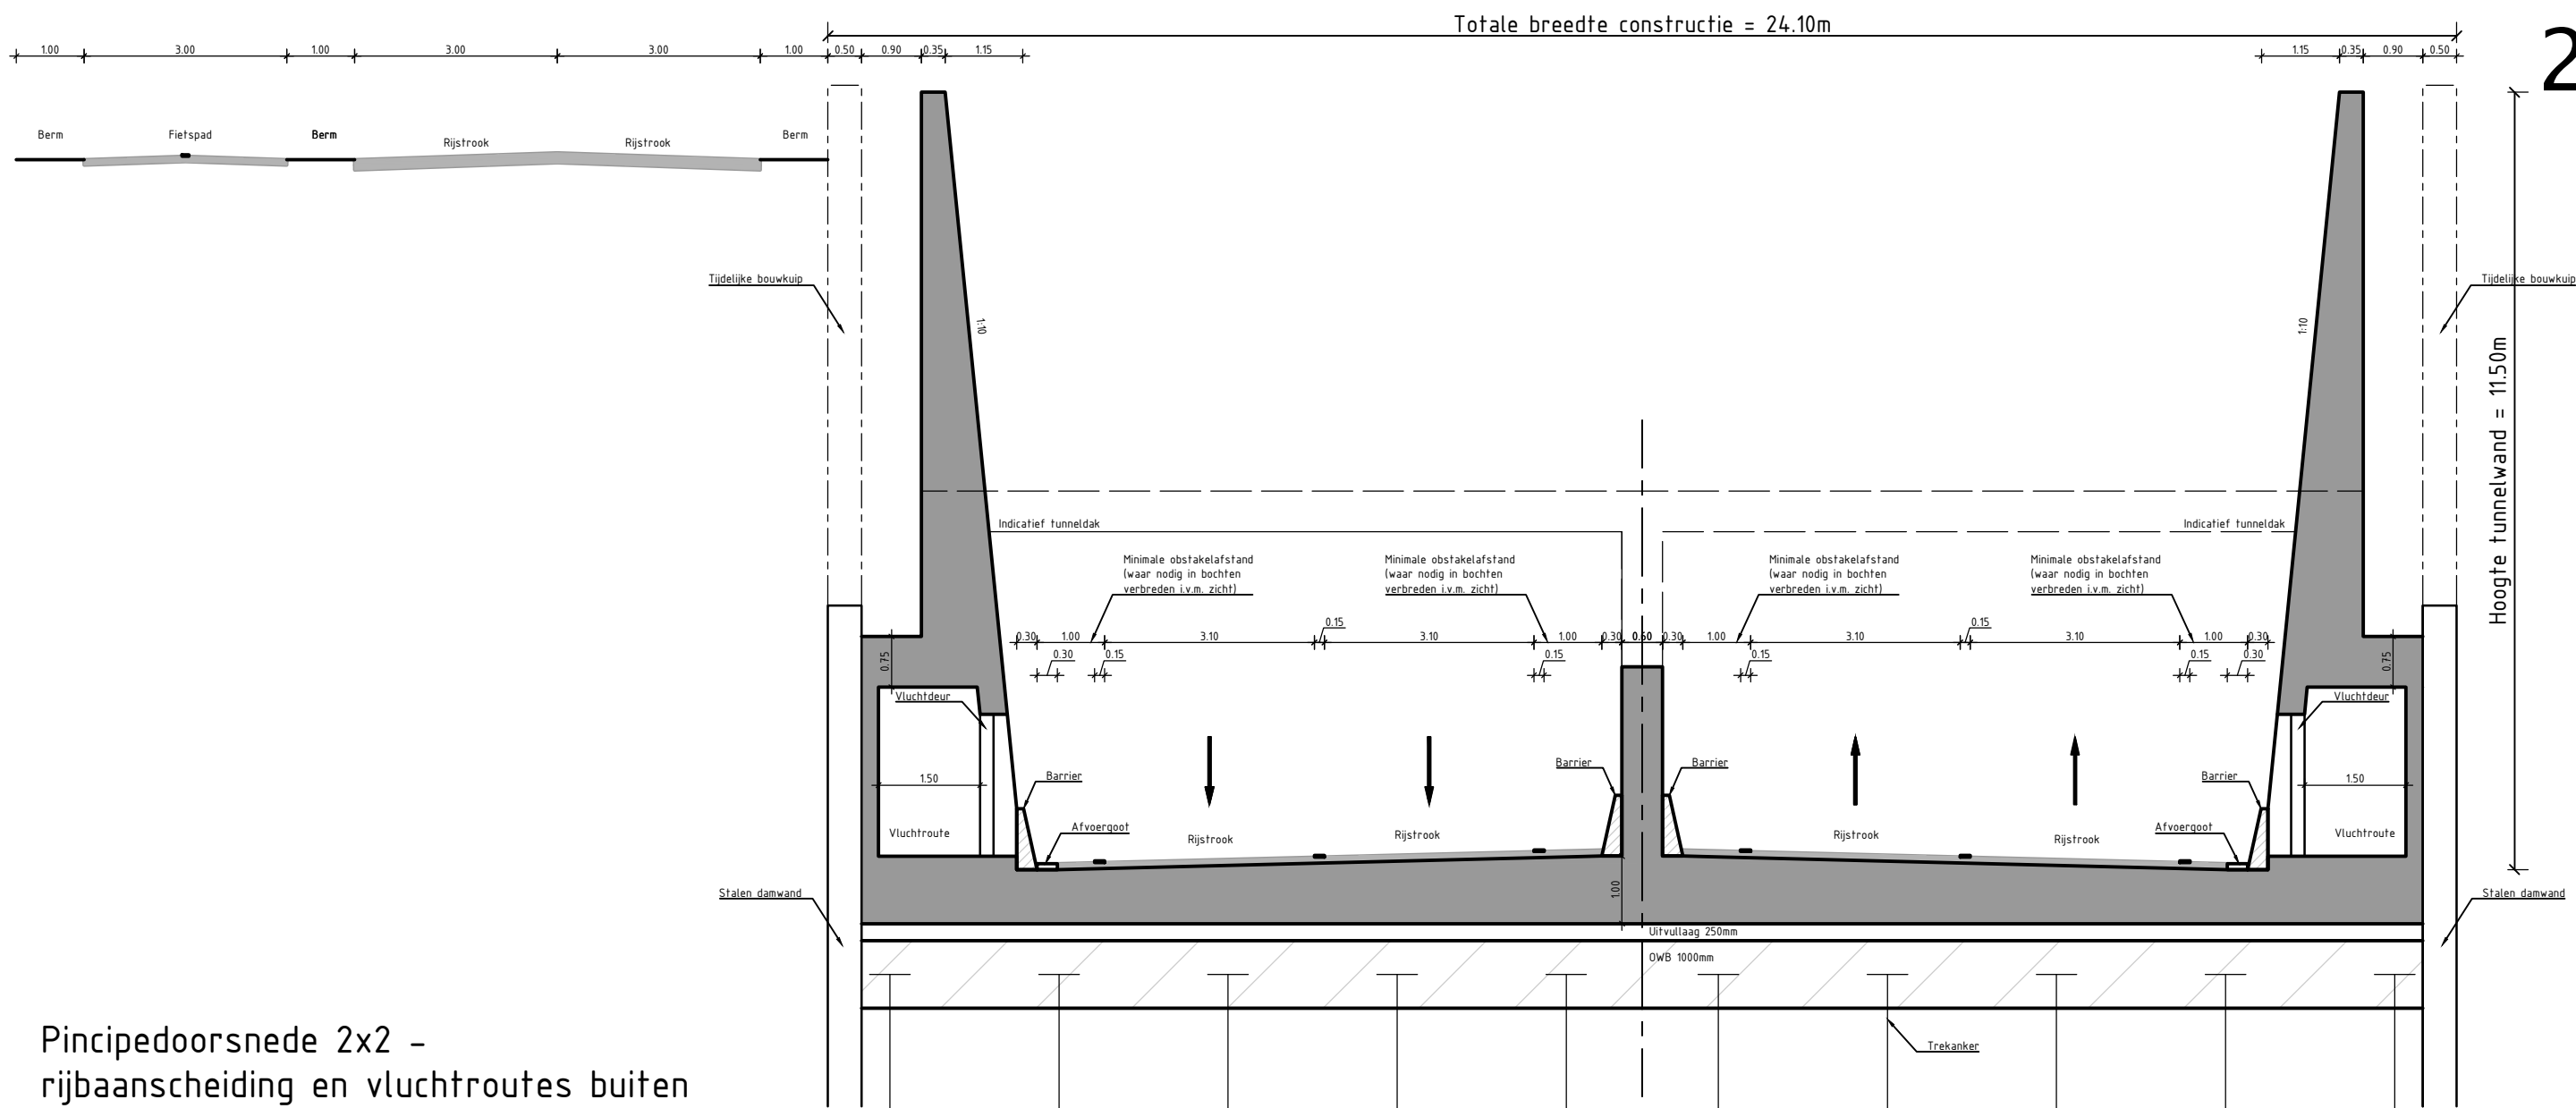 Totale breedte constructie = 24.10m
2
1.00 3.00 1.00 3.00 3.00 1.00 0.50 0.90 0.35 1.15 1.15 0.35 0.90 0.50
Berm Fietspad Berm Rijstrook Rijstrook Berm
Tijdelijke bouwkuip
Tijdelijke bouwkuip
1:10
1:10
Hoogte tunnelwand = 11.50m
Indicatief tunneldak
Indicatief tunneldak
Minimale obstakelafstand
(waar nodig in bochten
verbreden i.v.m. zicht)
Minimale obstakelafstand
(waar nodig in bochten
verbreden i.v.m. zicht)
Minimale obstakelafstand
(waar nodig in bochten
verbreden i.v.m. zicht)
Minimale obstakelafstand
(waar nodig in bochten
verbreden i.v.m. zicht)
0.15 0.15
0.30 1.00 3.10 3.10 1.00 0.30 0.30 1.00 3.10 3.10 1.00 0.30
0.30 0.15 0.15 0.15 0.15 0.30
0.75
0.75
Vluchtdeur
Vluchtdeur
1.50
1.50
Barrier
Barrier
Barrier
Barrier
Afvoergoot
Afvoergoot
Vluchtroute
Rijstrook
Rijstrook
Rijstrook
Rijstrook
Vluchtroute
1.00
Stalen damwand
Stalen damwand
Uitvullaag 250mm
OWB 1000mm
Trekanker
Pincipedoorsnede 2x2 -
rijbaanscheiding en vluchtroutes buiten